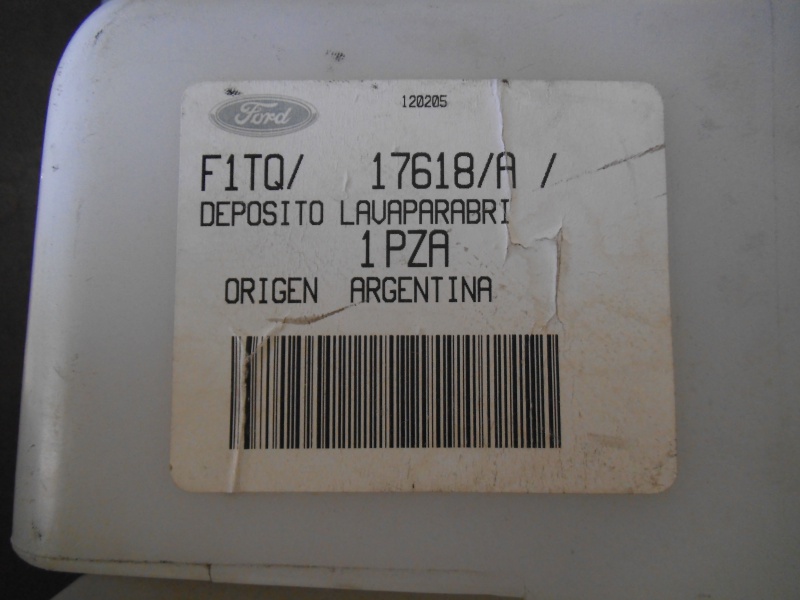 Ford
120205
F1TQ/ 17618/A /
DEPOSITO LAVAPARABRI
1PZA
ORIGEN ARGENTINA